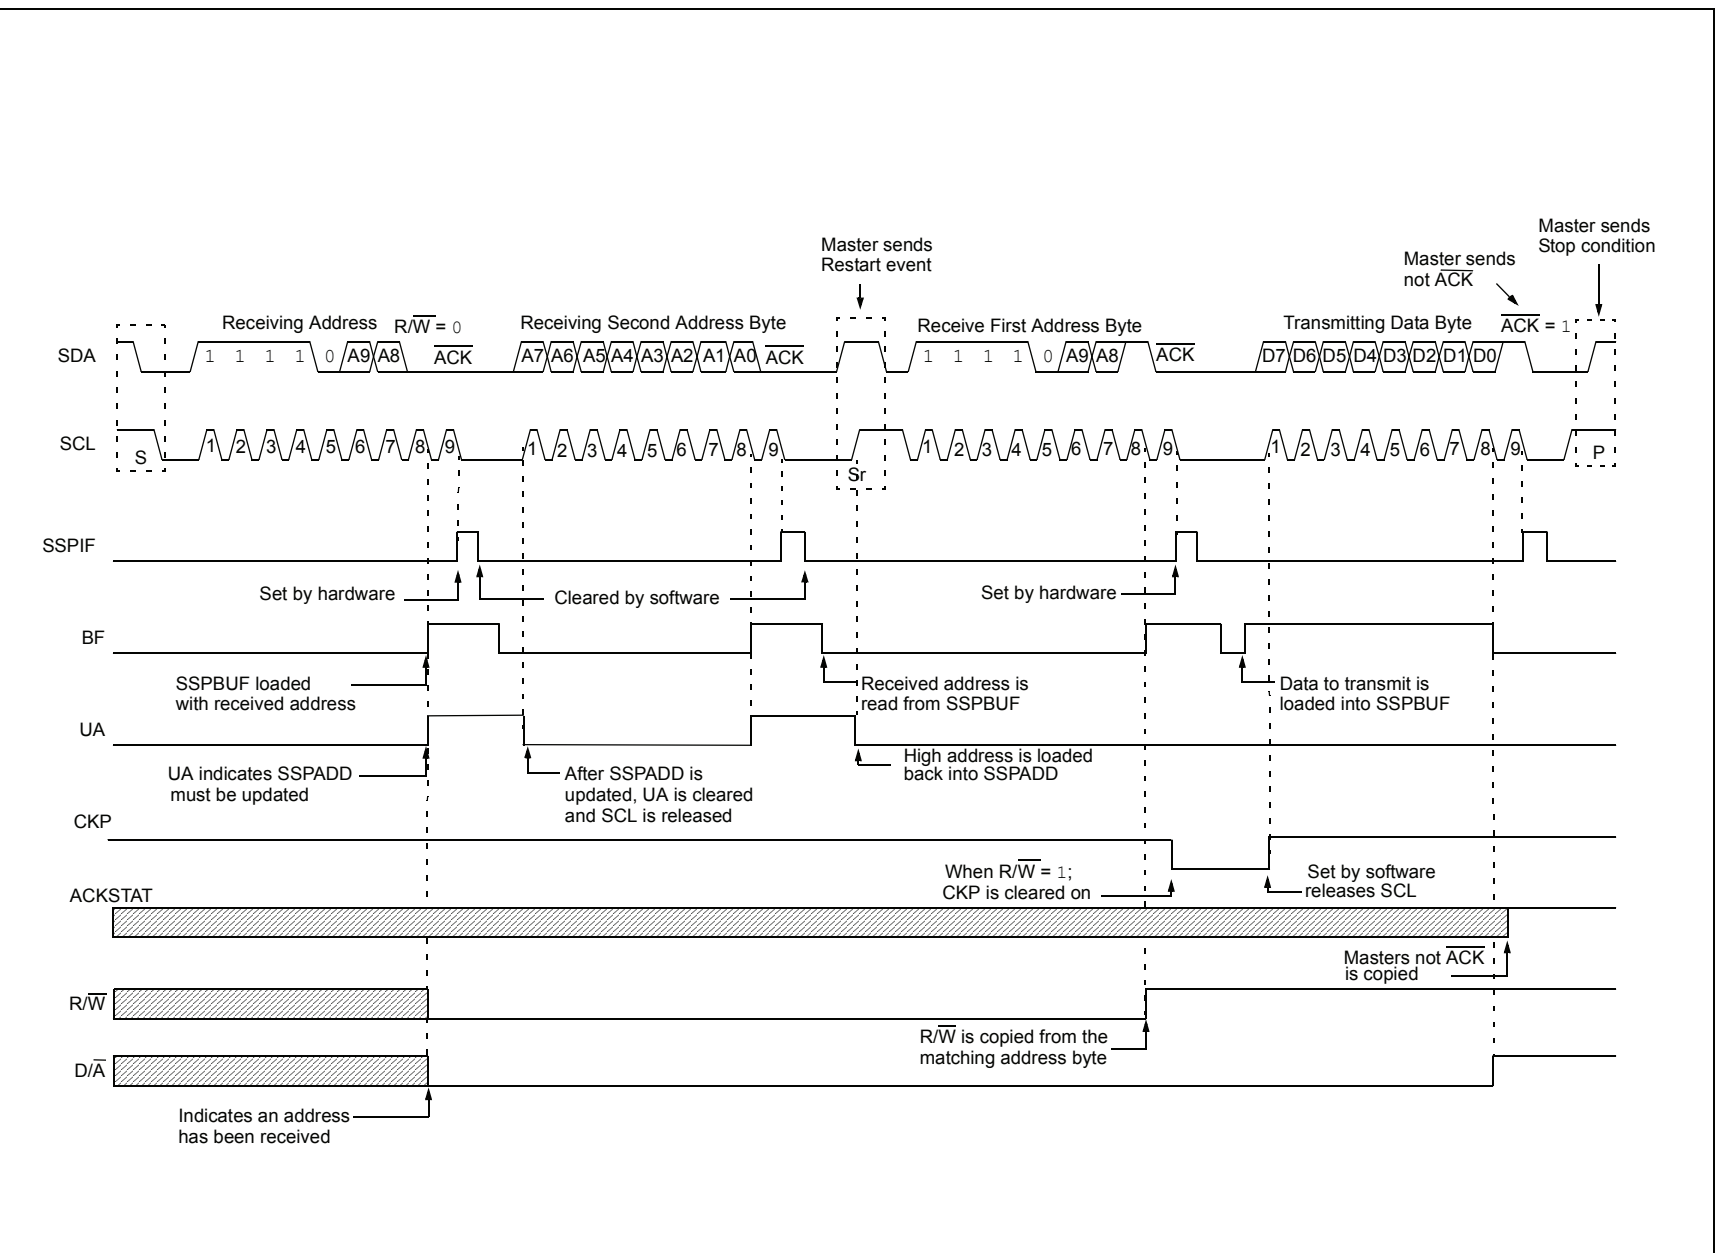 Master sends
Stop condition
Master sends
Restart event
Master sends
not ACK
Receiving Address R/W = 0
Receiving Second Address Byte
Receive First Address Byte
Transmitting Data Byte
ACK = 1
SDA
1 1 1 1 0 A9 A8 ACK
A7 A6 A5 A4 A3 A2 A1 A0 ACK
1 1 1 1 0 A9 A8 ACK
D7 D6 D5 D4 D3 D2 D1 D0
SCL
S
1 2 3 4 5 6 7 8 9
1 2 3 4 5 6 7 8 9
Sr
1 2 3 4 5 6 7 8 9
1 2 3 4 5 6 7 8 9
P
SSPIF
Set by hardware
Cleared by software
Set by hardware
BF
SSPBUF loaded
with received address
Received address is
read from SSPBUF
Data to transmit is
loaded into SSPBUF
UA
UA indicates SSPADD
must be updated
After SSPADD is
updated, UA is cleared
and SCL is released
High address is loaded
back into SSPADD
CKP
When R/W = 1;
CKP is cleared on
Set by software
releases SCL
ACKSTAT
Masters not ACK
is copied
R/W
R/W is copied from the
matching address byte
D/A
Indicates an address
has been received